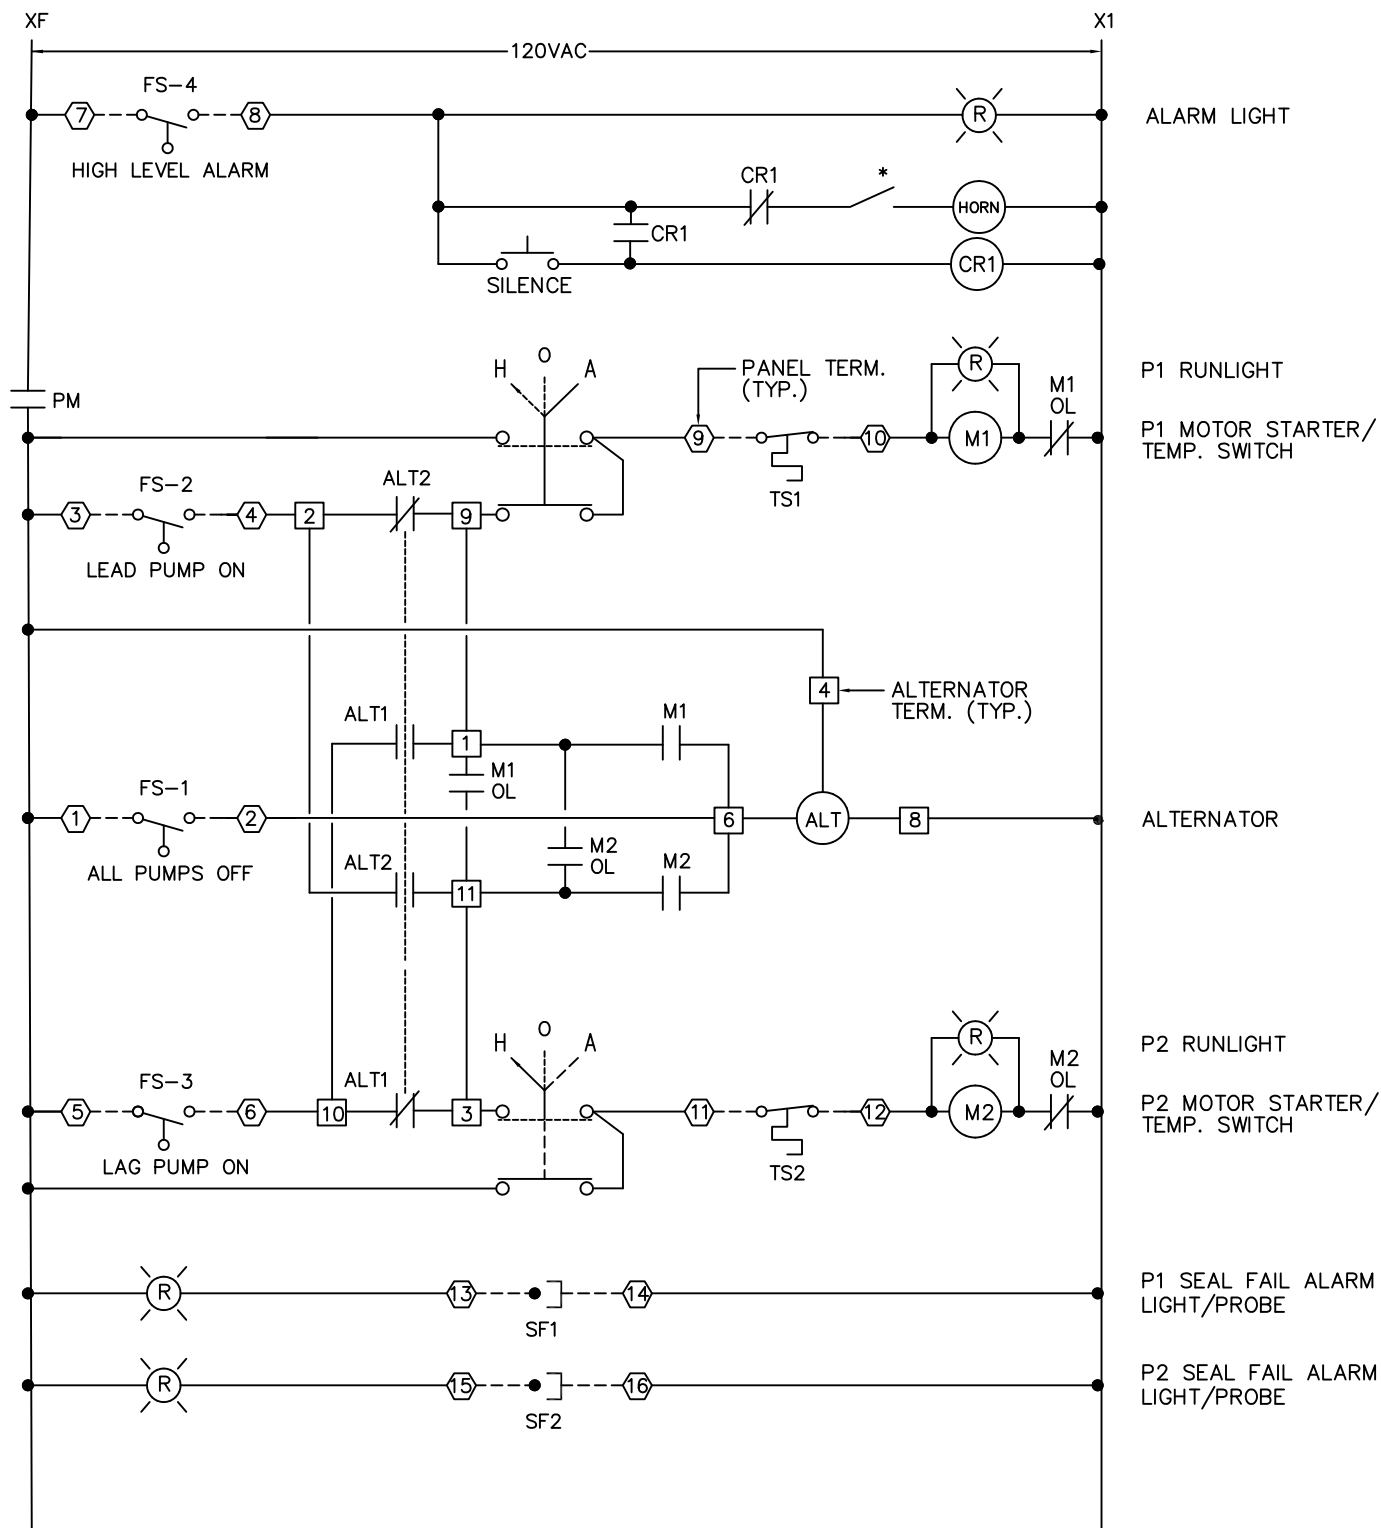 XF
X1
120VAC
FS-4
7
8
R
ALARM LIGHT
HIGH LEVEL ALARM
CR1
*
HORN
CR1
CR1
SILENCE
H O A
PANEL TERM.
(TYP.)
R
P1 RUNLIGHT
PM
M1
OL
9
10
M1
P1 MOTOR STARTER/
TEMP. SWITCH
TS1
FS-2
ALT2
3
4
2
9
LEAD PUMP ON
4
ALTERNATOR
TERM. (TYP.)
ALT1
M1
1
M1
OL
FS-1
1
2
6
ALT
8
ALTERNATOR
ALL PUMPS OFF
M2
OL
ALT2
M2
11
H O A
R
P2 RUNLIGHT
M2
OL
FS-3
ALT1
5
6
10
3
11
12
M2
P2 MOTOR STARTER/
TEMP. SWITCH
LAG PUMP ON
TS2
R
13
14
P1 SEAL FAIL ALARM
LIGHT/PROBE
SF1
R
15
16
P2 SEAL FAIL ALARM
LIGHT/PROBE
SF2